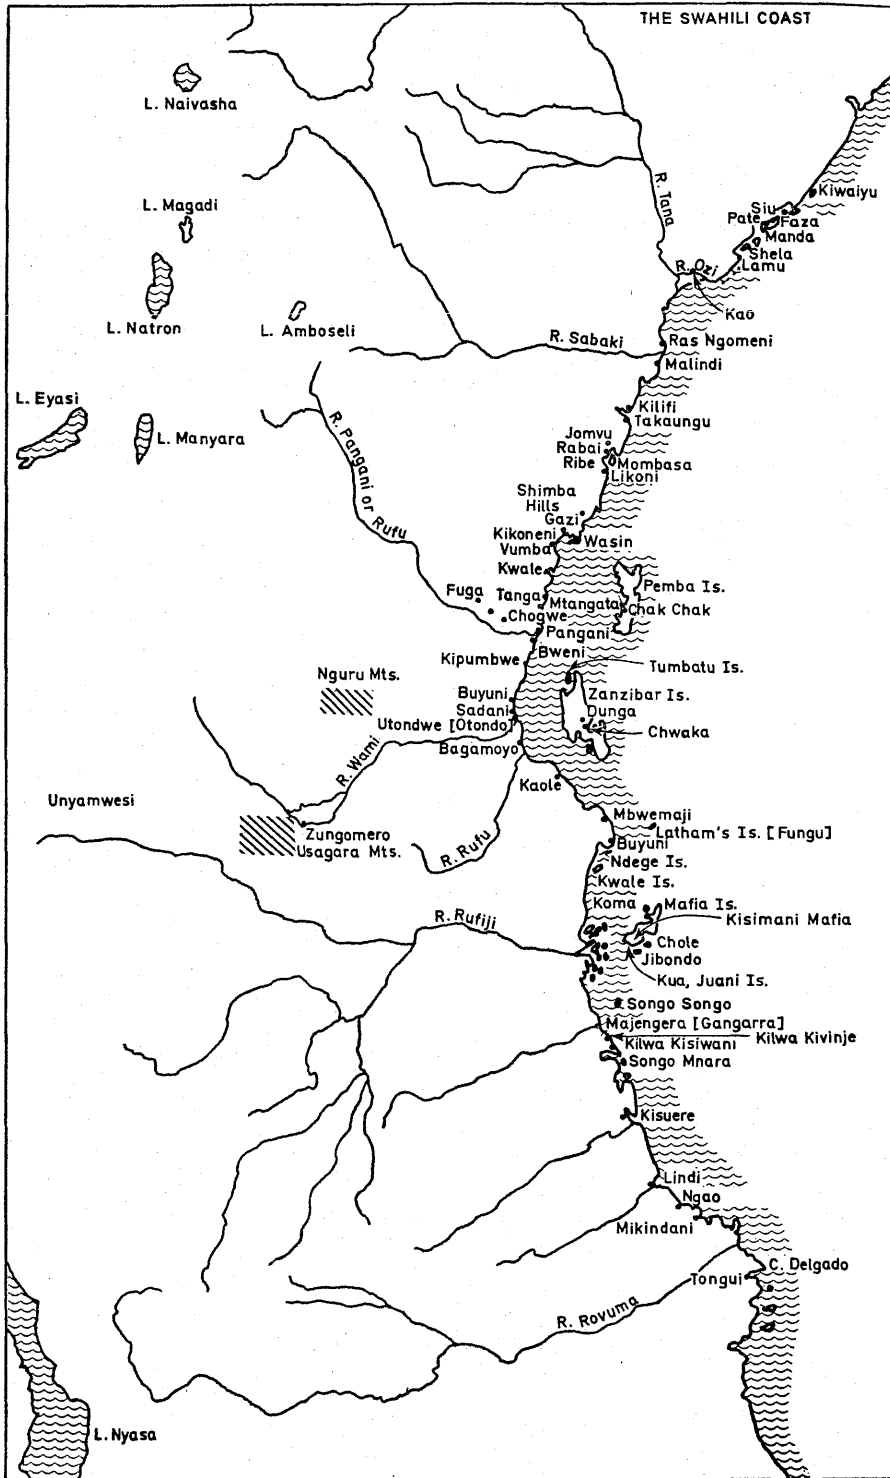 THE SWAHILI COAST
L. Naivasha
Kiwaiyu
R. Tana
L. Magadi
Siu
Pate
Faza
Manda
Shela
Lamu
R. Ozi
Kao
L. Natron
L. Amboseli
R. Sabaki
Ras Ngomeni
Malindi
L. Eyasi
L. Manyara
R. Pangani or Rufu
Kilifi
Takaungu
Jomvu
Rabai
Ribe
Mombasa
Likoni
Shimba
Hills
Gazi
Kikoneni
Wasin
Vumba
Kwale
Pemba Is.
Fuga
Tanga
Mtangata
Chak Chak
Chogwe
Pangani
Bweni
Kipumbwe
Tumbatu Is.
Nguru Mts.
Buyuni
Zanzibar Is.
Sadani
Dunga
Utondwe [Otondo]
Chwaka
Bagamoyo
R. Wami
Kaole
Unyamwesi
Mbwemaji
Zungomero
Latham's Is. [Fungu]
Buyuni
Usagara Mts.
R. Rufu
Ndege Is.
Kwale Is.
Koma
Mafia Is.
Kisimani Mafia
R. Rufiji
Chole
Jibondo
Kua, Juani Is.
Songo Songo
Majengera [Gangarra]
Kilwa Kivinje
Kilwa Kisiwani
Songo Mnara
Kisuere
Lindi
Ngao
Mikindani
C. Delgado
Tongui
R. Rovuma
L. Nyasa